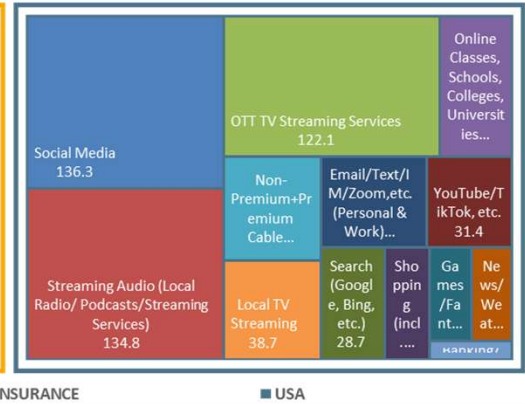 Social Media
136.3
Streaming Audio (Local
Radio/ Podcasts/Streaming
Services)
134.8
OTT TV Streaming Services
122.1
Online
Classes,
Schools,
Colleges,
Universit
ies...
Non-
Premium+Pr
emium
Cable...
Local TV
Streaming
38.7
Email/Text/I
M/Zoom,etc.
(Personal &
Work)...
YouTube/T
ikTok, etc.
31.4
Search
(Googl
e, Bing,
etc.)
28.7
Sho
ppin
g
(incl
....
Ga
mes
/Fa
nt...
Ne
ws/
We
at...
Banking/
NSURANCE
USA